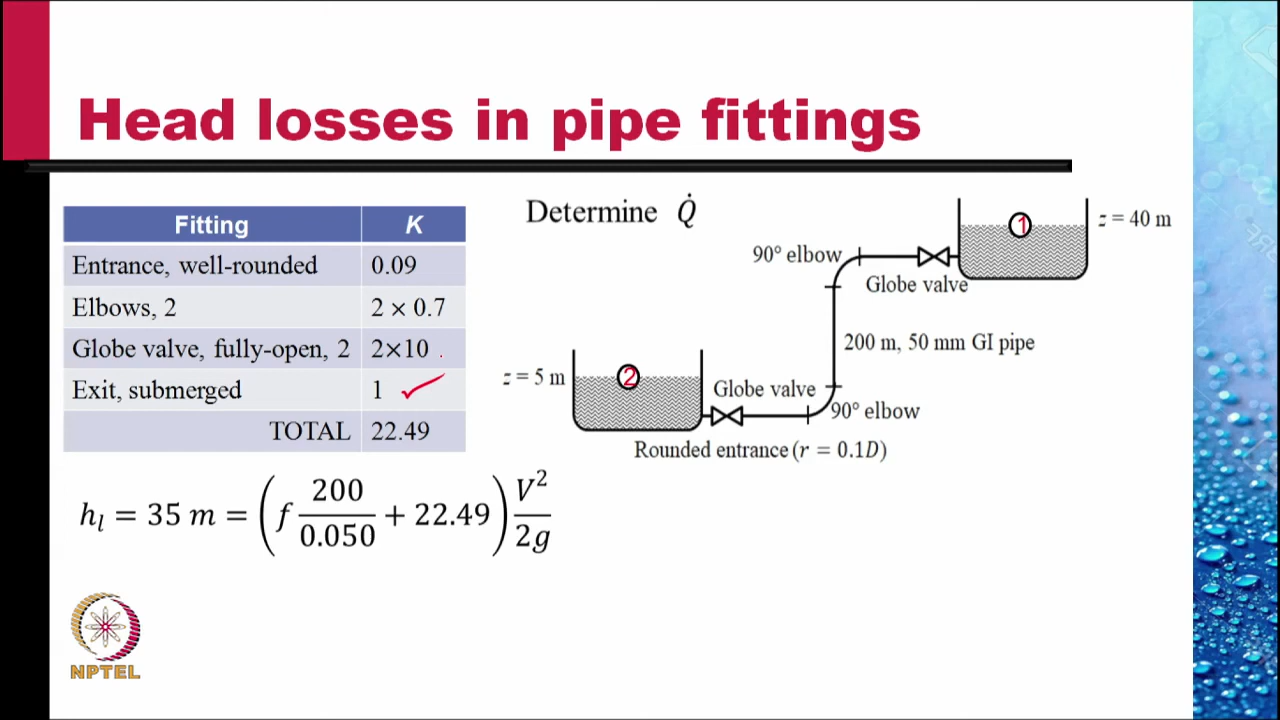 Head losses in pipe fittings
Fitting K
Entrance, well-rounded 0.09
Elbows, 2 2 × 0.7
Globe valve, fully-open, 2 2×10
Exit, submerged 1
TOTAL 22.49
Determine Q̇
1
z = 40 m
90° elbow
Globe valve
200 m, 50 mm GI pipe
2
z = 5 m
Globe valve
90° elbow
Rounded entrance (r = 0.1D)
hₗ = 35 m = (f 200/0.050 + 22.49) V²/2g
NPTEL